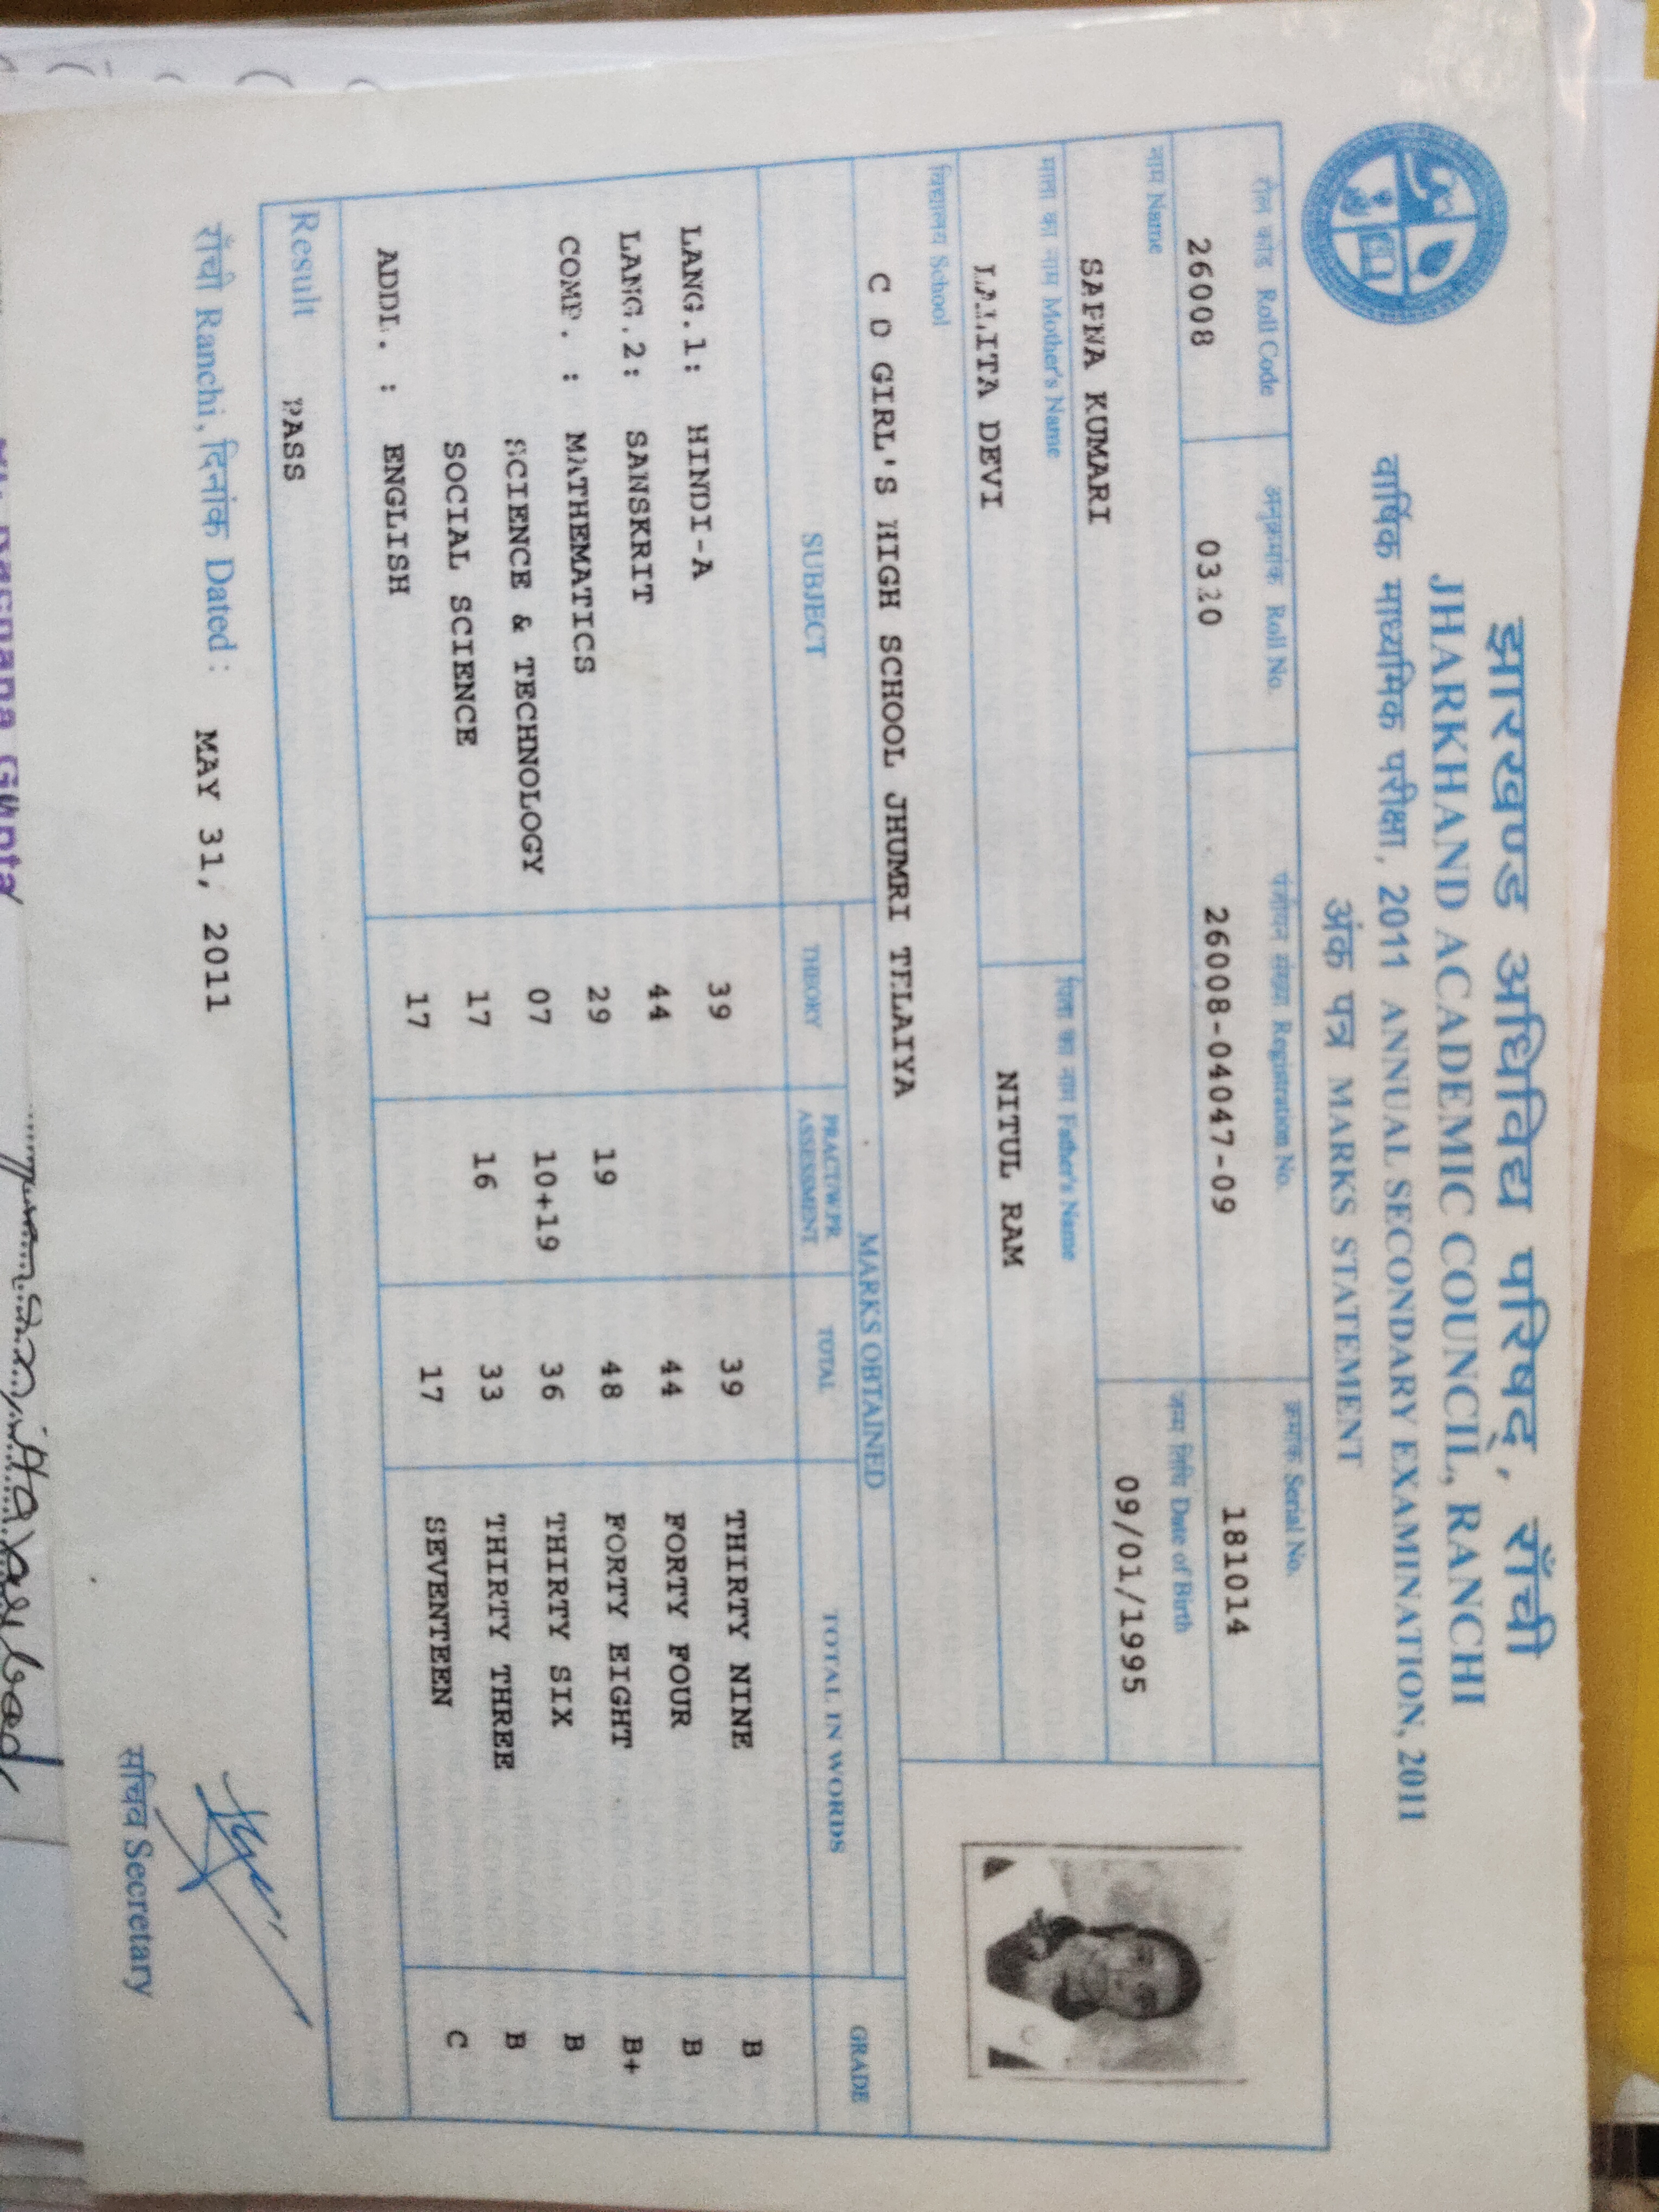 झारखण्ड अधिविद्य परिषद्, राँची
JHARKHAND ACADEMIC COUNCIL, RANCHI
वार्षिक माध्यमिक परीक्षा, 2011 ANNUAL SECONDARY EXAMINATION, 2011
अंक पत्र MARKS STATEMENT
रोल कोड Roll Code अनुक्रमांक Roll No. पंजीयन संख्या Registration No. क्रमांक Serial No.
26008 0320 26008-04047-09 181014
नाम Name जन्म तिथि Date of Birth
SAPNA KUMARI 09/01/1995
माता का नाम Mother's Name पिता का नाम Father's Name
LALITA DEVI NITUL RAM
विद्यालय School
C D GIRL'S HIGH SCHOOL JHUMRI TELAIYA
MARKS OBTAINED
SUBJECT THEORY PRACT/W.PR ASSESSMENT TOTAL TOTAL IN WORDS GRADE
LANG.1: HINDI-A 39 39 THIRTY NINE B
LANG.2: SANSKRIT 44 44 FORTY FOUR B
COMP. : MATHEMATICS 29 19 48 FORTY EIGHT B+
SCIENCE & TECHNOLOGY 07 10+19 36 THIRTY SIX B
SOCIAL SCIENCE 17 16 33 THIRTY THREE B
ADDL. : ENGLISH 17 17 SEVENTEEN C
Result PASS
राँची Ranchi, दिनांक Dated : MAY 31, 2011
सचिव Secretary
Gupta